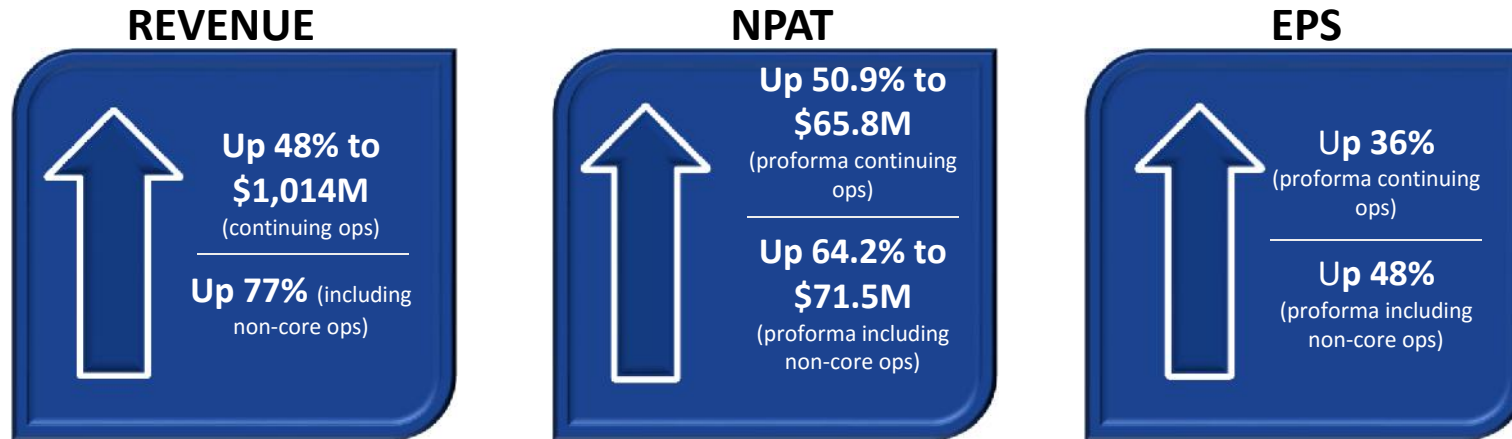 REVENUE
Up 48% to
$1,014M
(continuing ops)
Up 77% (including
non-core ops)
NPAT
Up 50.9% to
$65.8M
(proforma continuing
ops)
Up 64.2% to
$71.5M
(proforma including
non-core ops)
EPS
Up 36%
(proforma continuing
ops)
Up 48%
(proforma including
non-core ops)